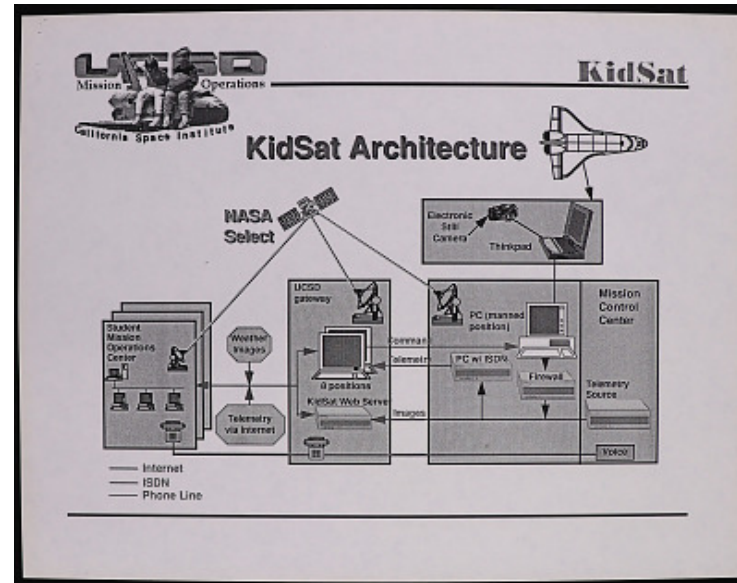 UCSD
Mission Operations
California Space Institute
KidSat
KidSat Architecture
NASA
Select
Electronic
Still
Camera
Thinkpad
UCSD
gateway
PC (manned
position)
Mission
Control
Center
Student
Mission
Operations
Center
Weather
Images
Command
Telemetry
PC w/ ISDN
8 positions
Firewall
Telemetry
Source
KidSat Web Server
Telemetry
via Internet
Images
Voice
Internet
ISDN
Phone Line